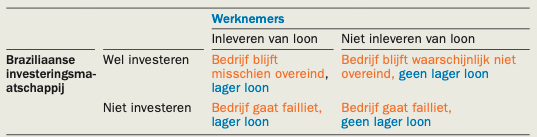 Werknemers
Inleveren van loon Niet inleveren van loon
Braziliaanse investeringsma-atschappij Wel investeren Bedrijf blijft misschien overeind, lager loon Bedrijf blijft waarschijnlijk niet overeind, geen lager loon
Niet investeren Bedrijf gaat failliet, lager loon Bedrijf gaat failliet, geen lager loon